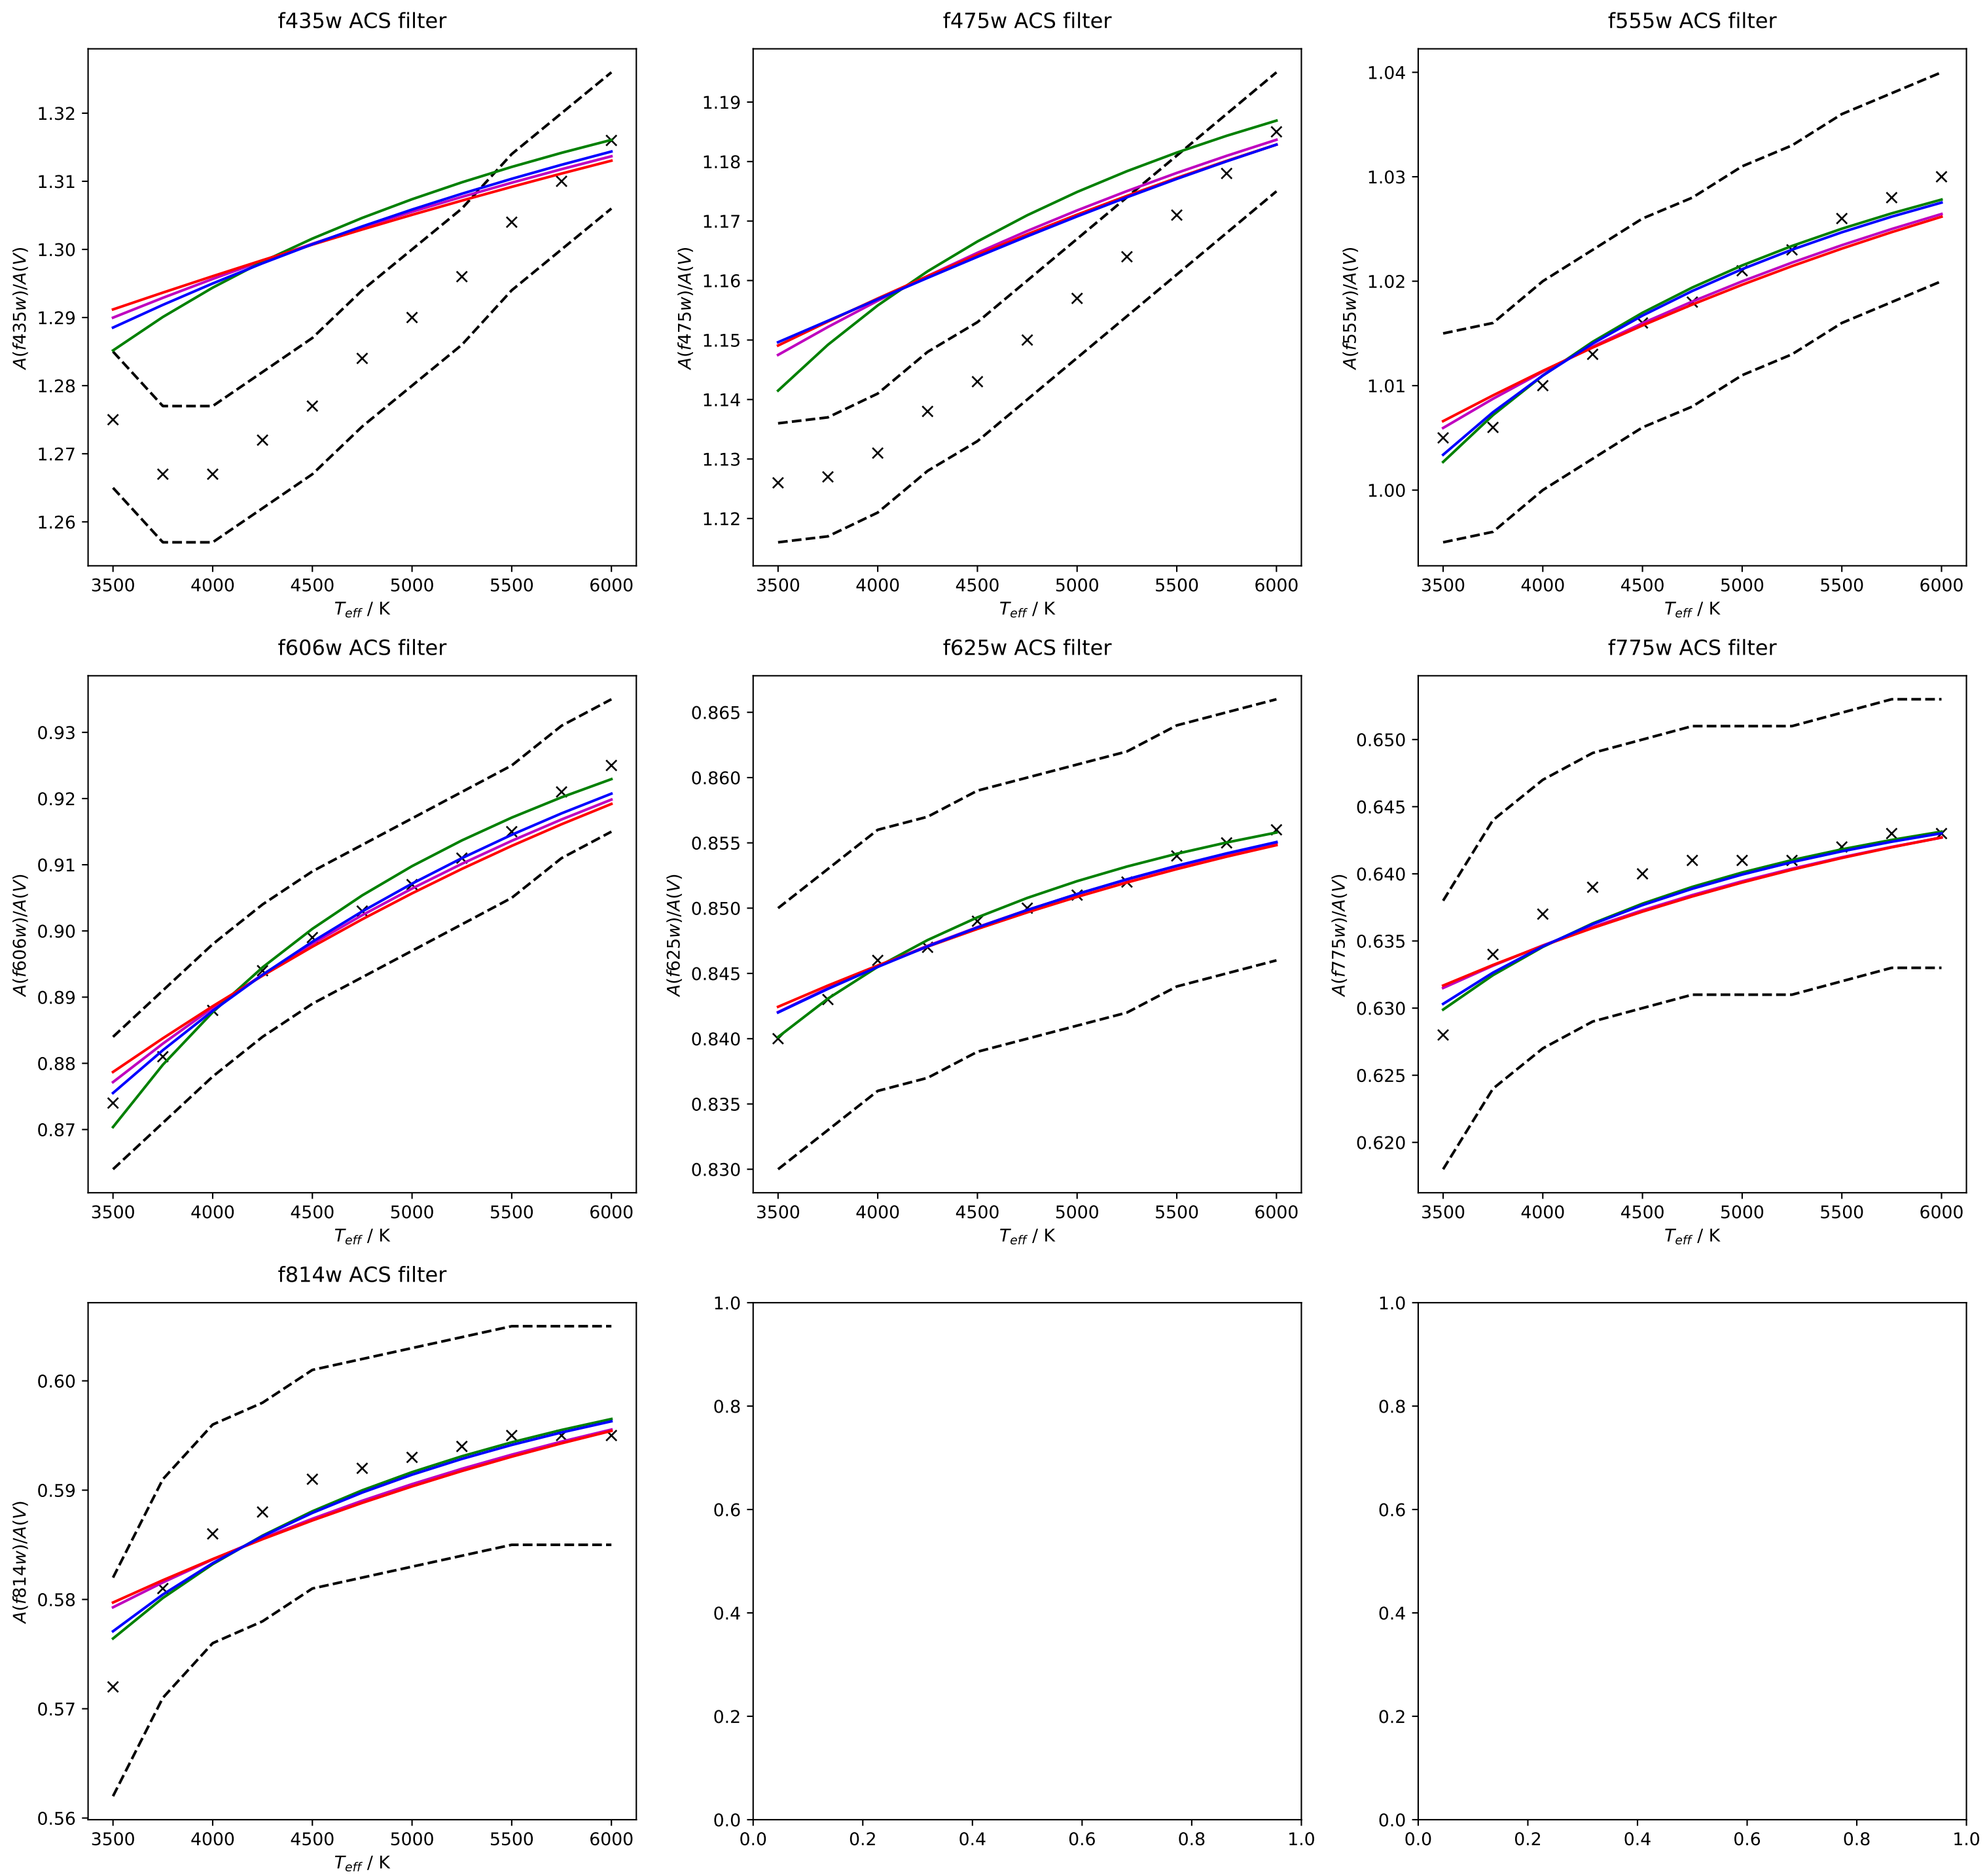 f435w ACS filter
A(f435w)/A(V)
1.32
1.31
1.30
1.29
1.28
1.27
1.26
3500 4000 4500 5000 5500 6000
T_eff / K
f475w ACS filter
A(f475w)/A(V)
1.19
1.18
1.17
1.16
1.15
1.14
1.13
1.12
3500 4000 4500 5000 5500 6000
T_eff / K
f555w ACS filter
A(f555w)/A(V)
1.04
1.03
1.02
1.01
1.00
3500 4000 4500 5000 5500 6000
T_eff / K
f606w ACS filter
A(f606w)/A(V)
0.93
0.92
0.91
0.90
0.89
0.88
0.87
3500 4000 4500 5000 5500 6000
T_eff / K
f625w ACS filter
A(f625w)/A(V)
0.865
0.860
0.855
0.850
0.845
0.840
0.835
0.830
3500 4000 4500 5000 5500 6000
T_eff / K
f775w ACS filter
A(f775w)/A(V)
0.650
0.645
0.640
0.635
0.630
0.625
0.620
3500 4000 4500 5000 5500 6000
T_eff / K
f814w ACS filter
A(f814w)/A(V)
0.60
0.59
0.58
0.57
0.56
3500 4000 4500 5000 5500 6000
T_eff / K
1.0
0.8
0.6
0.4
0.2
0.0
0.0 0.2 0.4 0.6 0.8 1.0
1.0
0.8
0.6
0.4
0.2
0.0
0.0 0.2 0.4 0.6 0.8 1.0